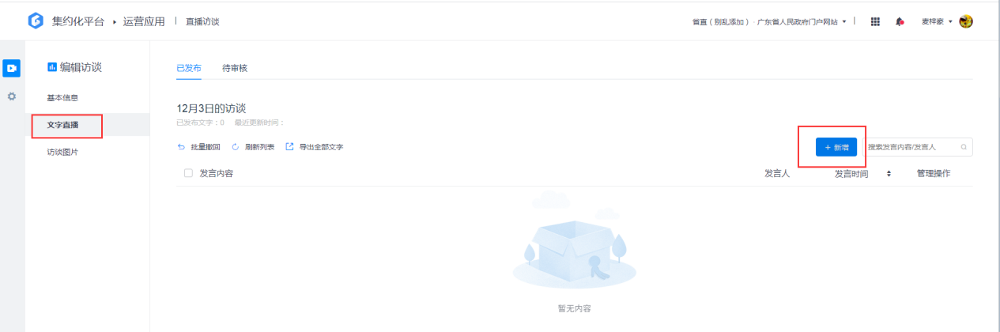 集约化平台 ▸ 运营应用 | 直播访谈
省直（别乱添加）· 广东省人民政府门户网站
麦梓豪
编辑访谈
基本信息
文字直播
访谈图片
已发布 待审核
12月3日的访谈
已发布文字：0 最近更新时间：
批量撤回 刷新列表 导出全部文字
+ 新增
搜索发言内容/发言人
发言内容 发言人 发言时间 管理操作
暂无内容